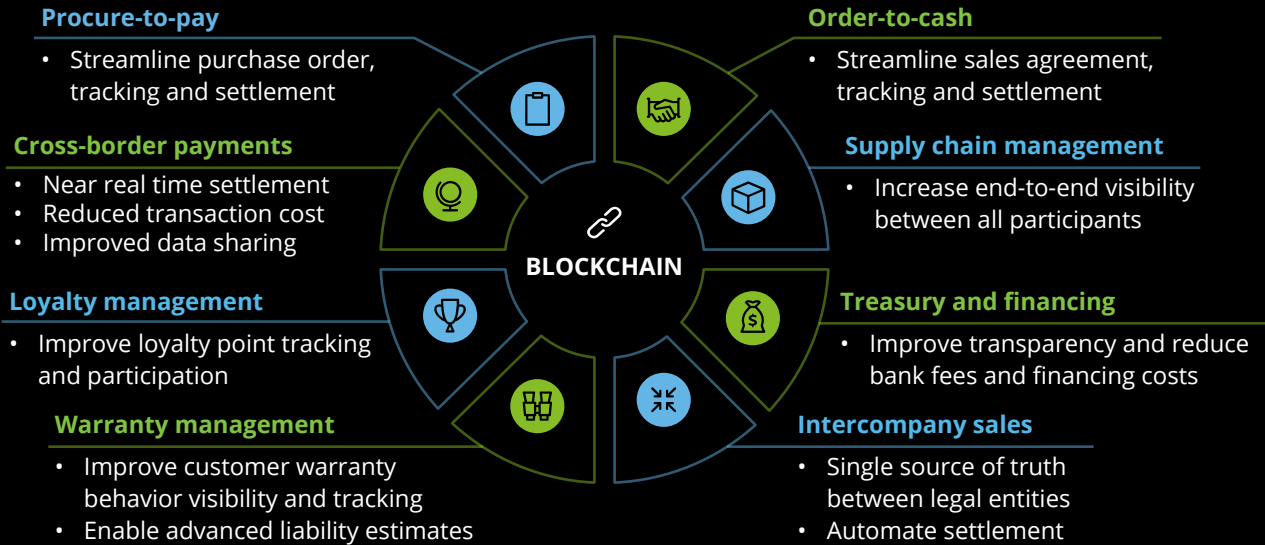 Procure-to-pay
• Streamline purchase order,
tracking and settlement
Cross-border payments
• Near real time settlement
• Reduced transaction cost
• Improved data sharing
Loyalty management
• Improve loyalty point tracking
and participation
Warranty management
• Improve customer warranty
behavior visibility and tracking
• Enable advanced liability estimates
BLOCKCHAIN
$
Order-to-cash
• Streamline sales agreement,
tracking and settlement
Supply chain management
• Increase end-to-end visibility
between all participants
Treasury and financing
• Improve transparency and reduce
bank fees and financing costs
Intercompany sales
• Single source of truth
between legal entities
• Automate settlement